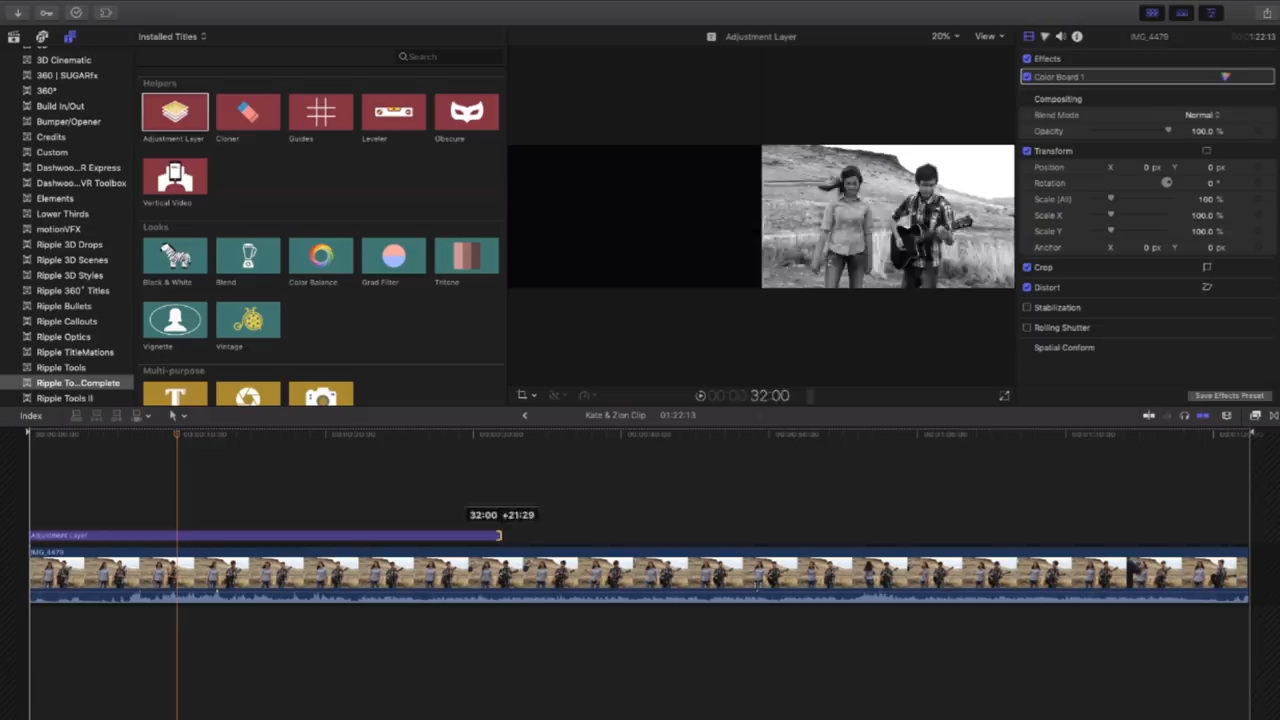 Installed Titles
Adjustment Layer
20%
View
IMG_4479
1:22:13
3D Cinematic
360 | SUGARfx
360°
Build In/Out
Bumper/Opener
Credits
Custom
Dashwoo...R Express
Dashwoo...VR Toolbox
Elements
Lower Thirds
motionVFX
Ripple 3D Drops
Ripple 3D Scenes
Ripple 3D Styles
Ripple 360° Titles
Ripple Bullets
Ripple Callouts
Ripple Optics
Ripple TitleMations
Ripple Tools
Ripple To...Complete
Ripple Tools II
Search
Helpers
Adjustment Layer
Cloner
Guides
Leveler
Obscure
Vertical Video
Looks
Black & White
Blend
Color Balance
Grad Filter
Tritone
Vignette
Vintage
Multi-purpose
T
32:00
Effects
Color Board 1
Compositing
Blend Mode Normal
Opacity 100.0 %
Transform
Position X 0 px Y 0 px
Rotation 0 °
Scale (All) 100 %
Scale X 100.0 %
Scale Y 100.0 %
Anchor X 0 px Y 0 px
Crop
Distort
Stabilization
Rolling Shutter
Spatial Conform
Save Effects Preset
Index
Kate & Zion Clip
01:22:13
32:00 +21:29
Adjustment Layer
IMG_4479